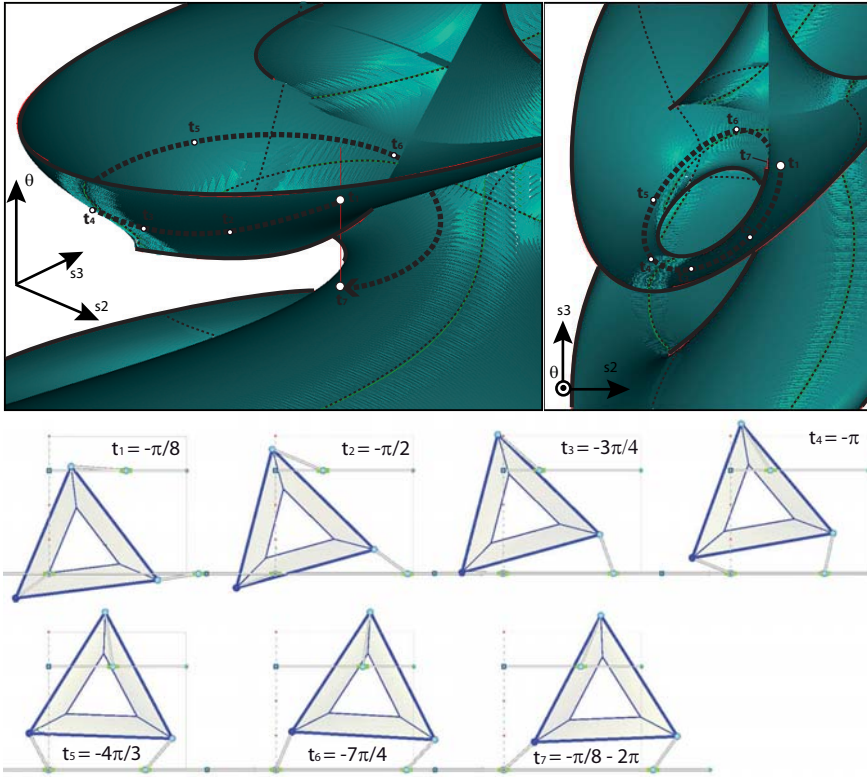 t5
t6
t4
θ
s3
s2
t6
t7
t1
t5
s3
θ
s2
t1 = -π/8
t2 = -π/2
t3 = -3π/4
t4 = -π
t5 = -4π/3
t6 = -7π/4
t7 = -π/8 - 2π